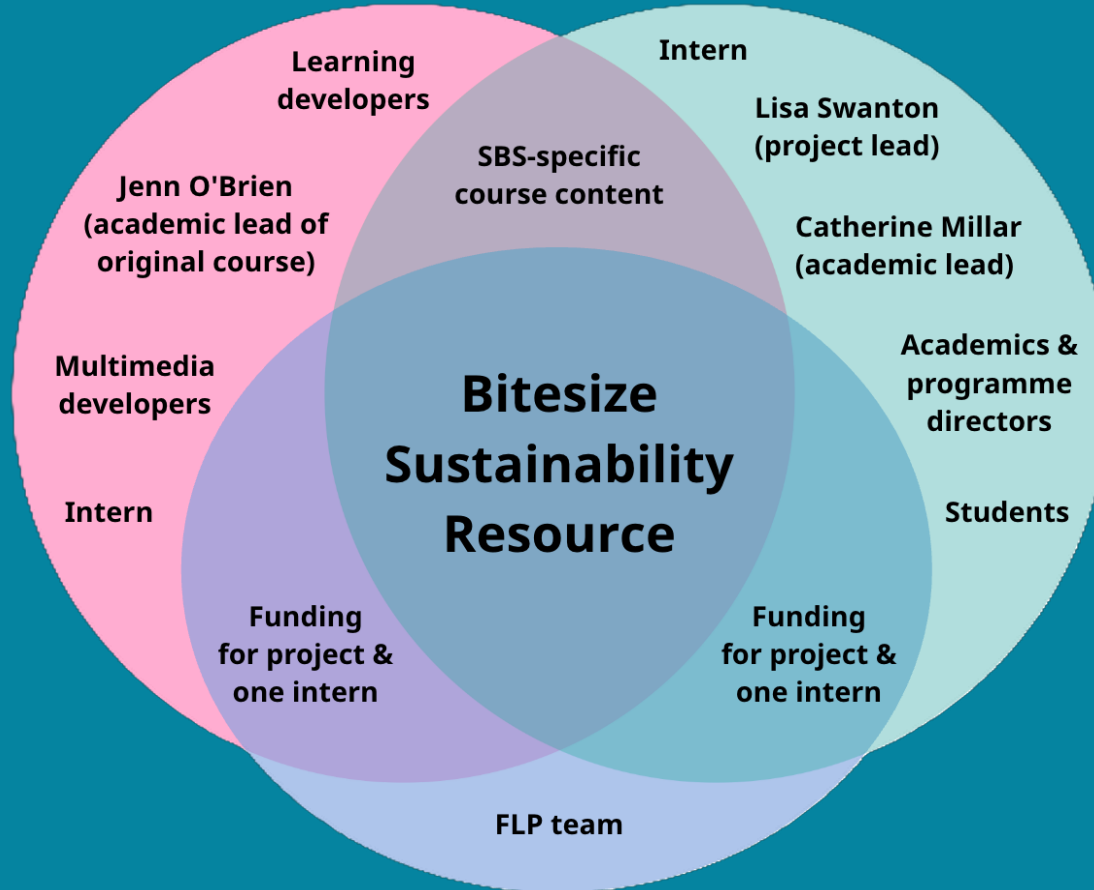 Learning
developers
Jenn O'Brien
(academic lead of
original course)
Multimedia
developers
Intern
SBS-specific
course content
Intern
Lisa Swanton
(project lead)
Catherine Millar
(academic lead)
Academics &
programme
directors
Students
Bitesize
Sustainability
Resource
Funding
for project &
one intern
Funding
for project &
one intern
FLP team